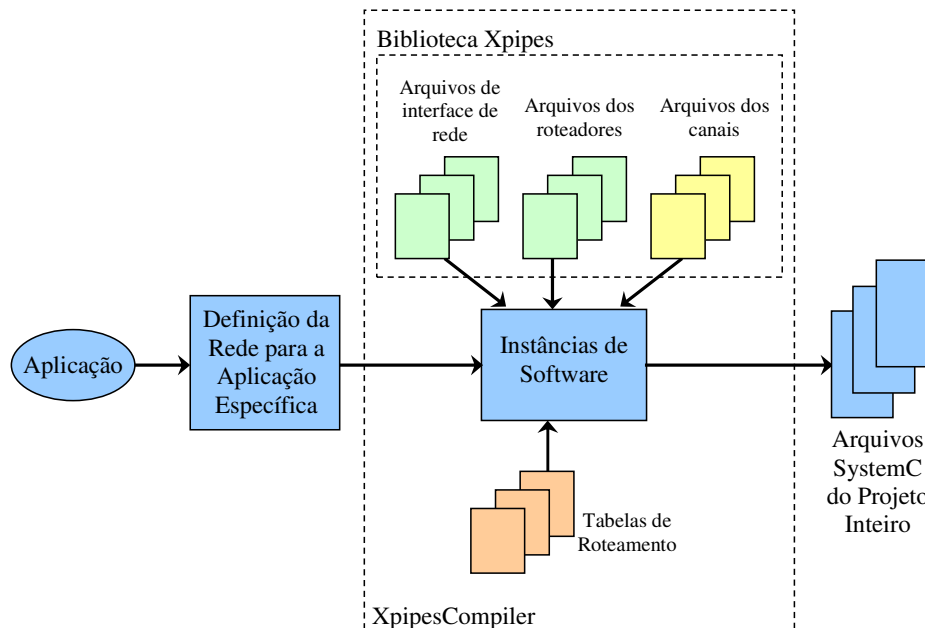 Biblioteca Xpipes
Arquivos de
interface de
rede
Arquivos dos
roteadores
Arquivos dos
canais
Aplicação
Definição da
Rede para a
Aplicação
Específica
Instâncias de
Software
Arquivos
SystemC
do Projeto
Inteiro
Tabelas de
Roteamento
XpipesCompiler